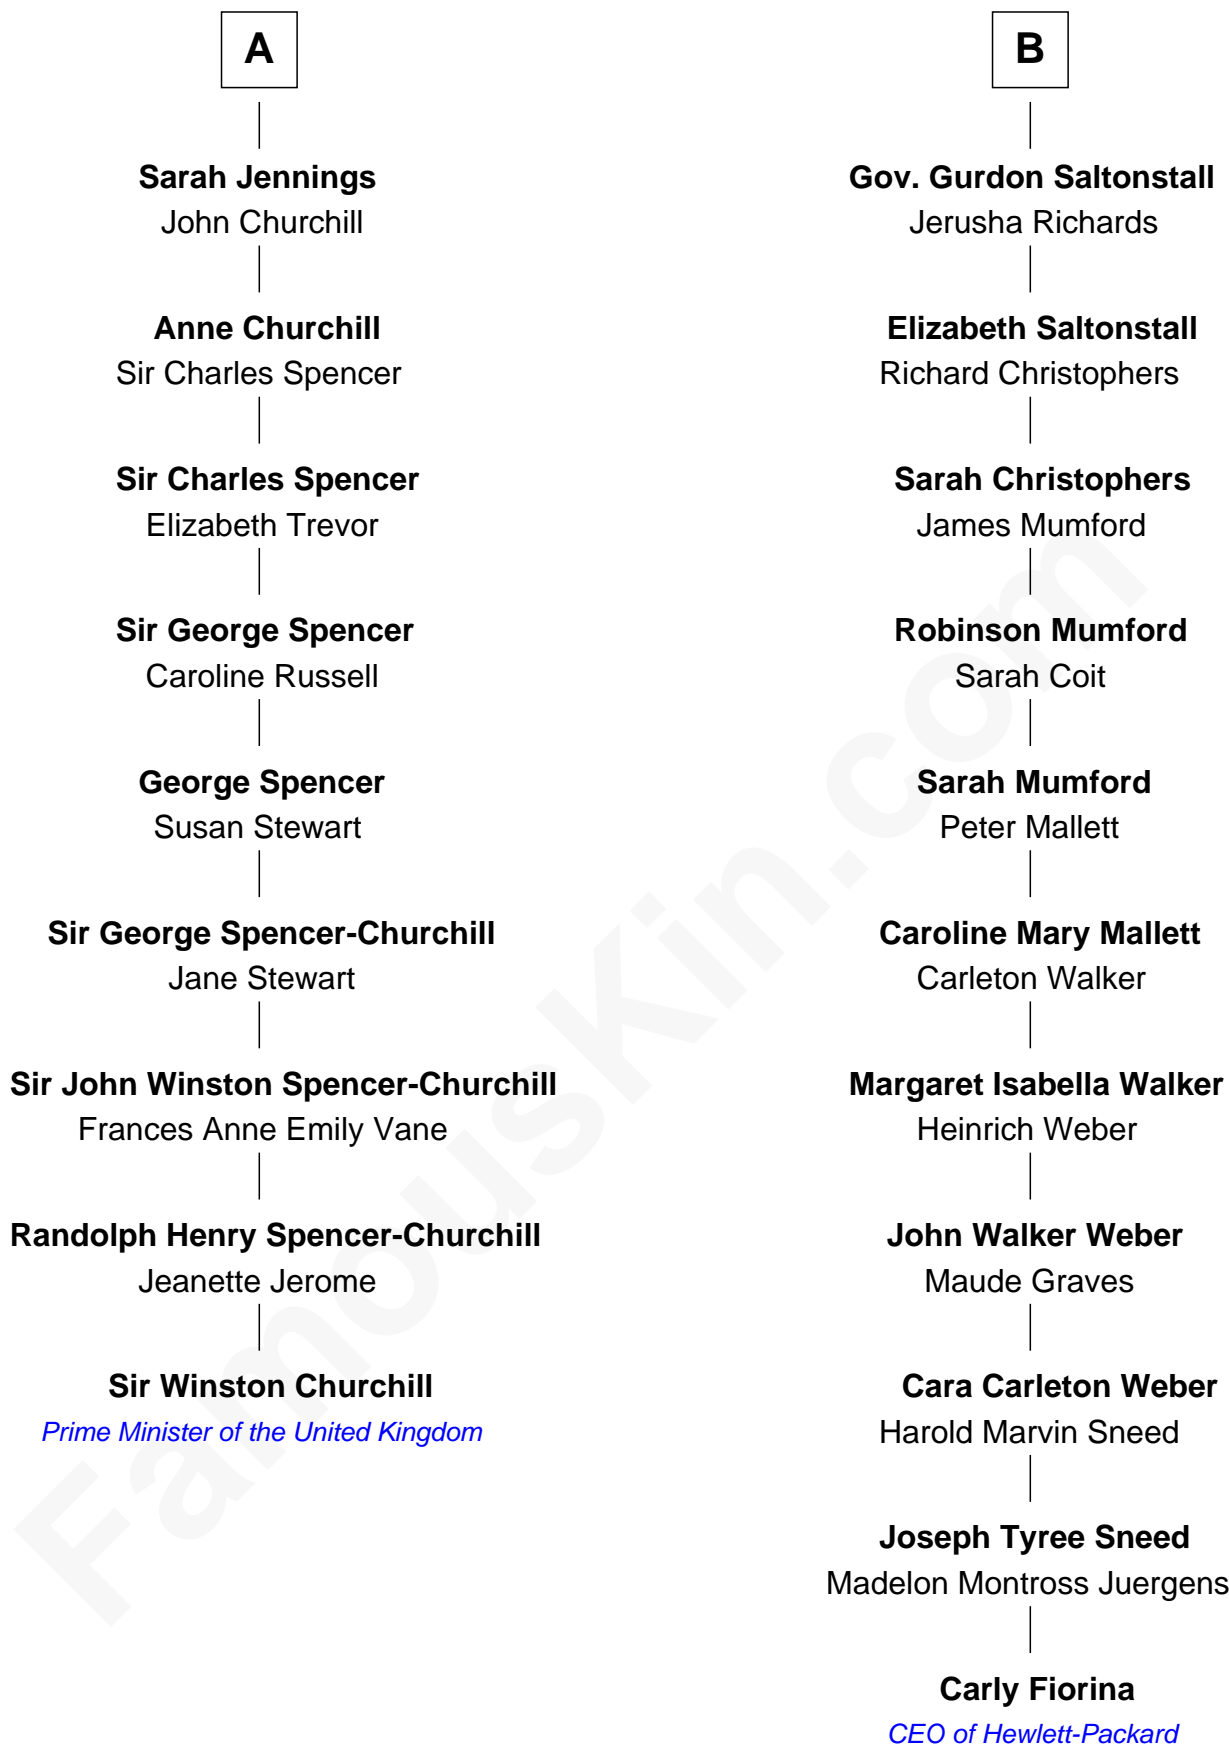 A
Sarah Jennings
John Churchill
Anne Churchill
Sir Charles Spencer
Sir Charles Spencer
Elizabeth Trevor
Sir George Spencer
Caroline Russell
George Spencer
Susan Stewart
Sir George Spencer-Churchill
Jane Stewart
Sir John Winston Spencer-Churchill
Frances Anne Emily Vane
Randolph Henry Spencer-Churchill
Jeanette Jerome
Sir Winston Churchill
Prime Minister of the United Kingdom
B
Gov. Gurdon Saltonstall
Jerusha Richards
Elizabeth Saltonstall
Richard Christophers
Sarah Christophers
James Mumford
Robinson Mumford
Sarah Coit
Sarah Mumford
Peter Mallett
Caroline Mary Mallett
Carleton Walker
Margaret Isabella Walker
Heinrich Weber
John Walker Weber
Maude Graves
Cara Carleton Weber
Harold Marvin Sneed
Joseph Tyree Sneed
Madelon Montross Juergens
Carly Fiorina
CEO of Hewlett-Packard
FamousKin.com